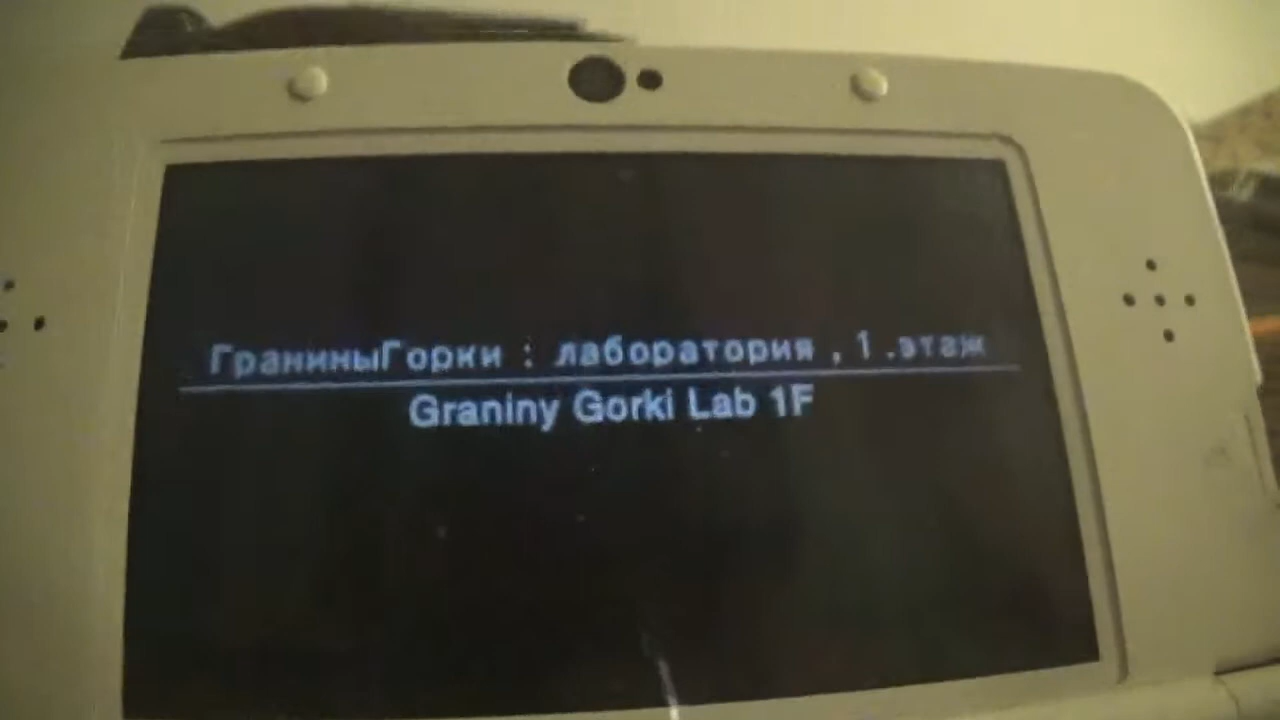 ГраниныГорки : лаборатория , 1 .этаж
Graniny Gorki Lab 1F